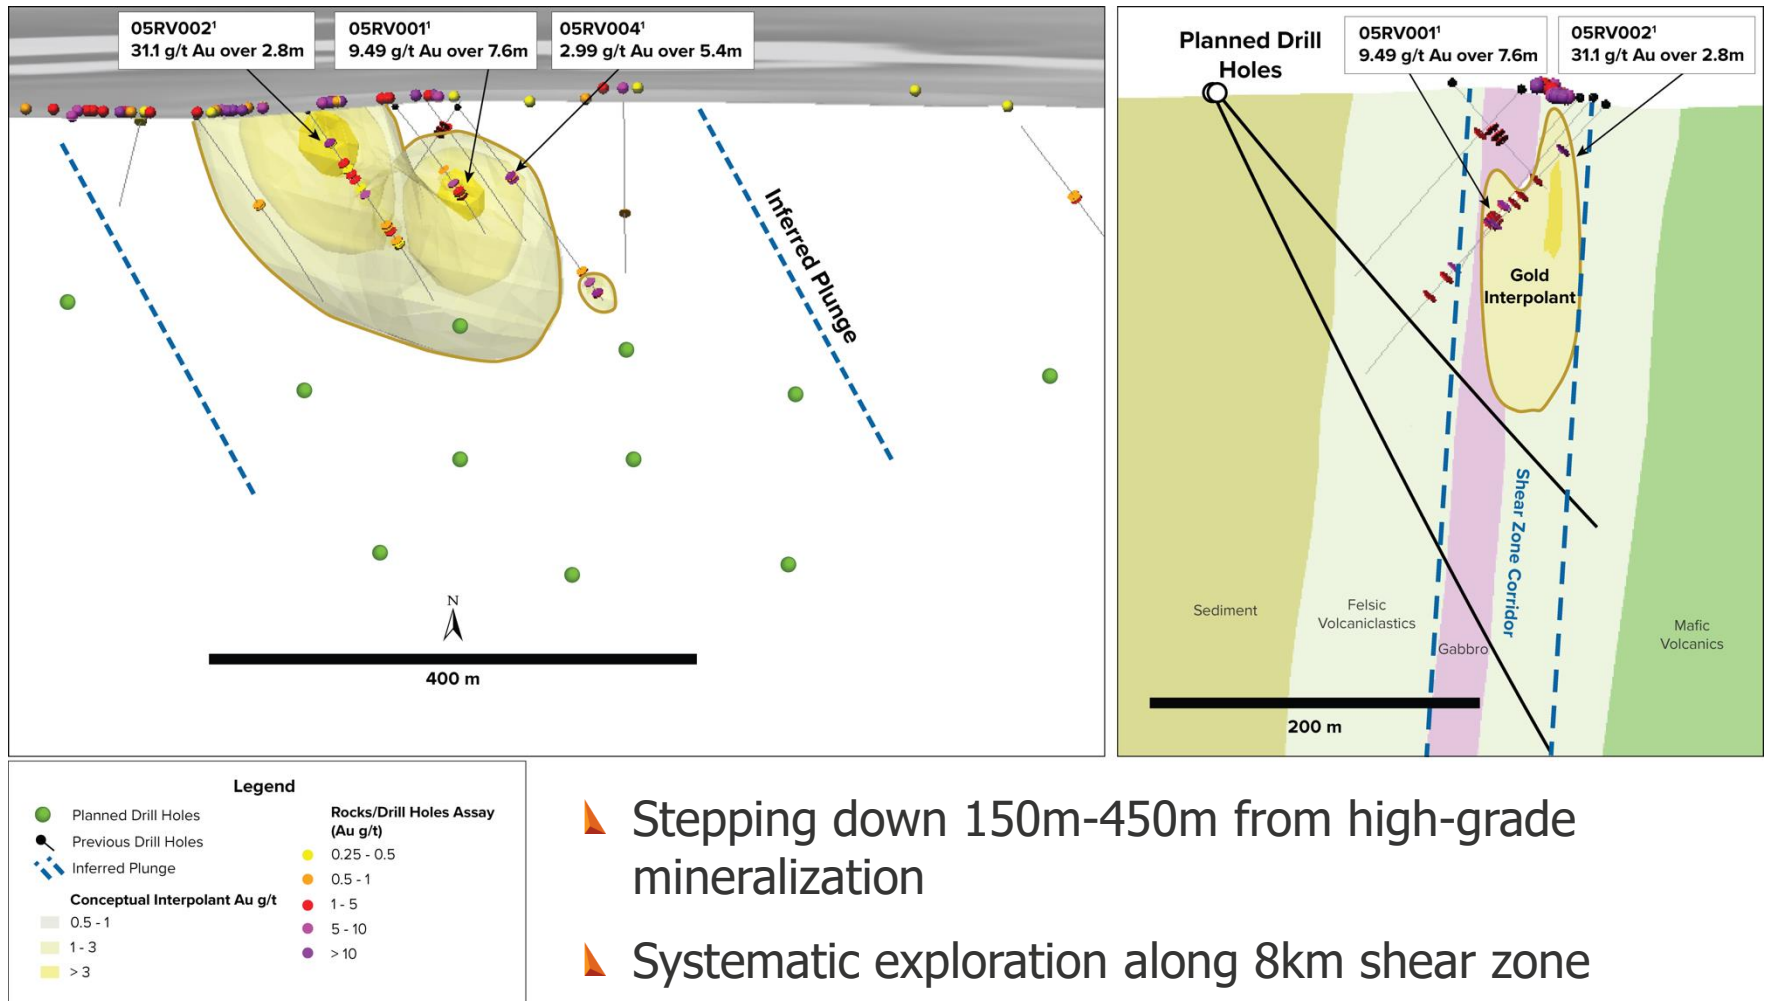 05RV002¹
31.1 g/t Au over 2.8m
05RV001¹
9.49 g/t Au over 7.6m
05RV004¹
2.99 g/t Au over 5.4m
Inferred Plunge
N
400 m
Planned Drill
Holes
05RV001¹
9.49 g/t Au over 7.6m
05RV002¹
31.1 g/t Au over 2.8m
Gold
Interpolant
Shear Zone Corridor
Sediment
Felsic
Volcaniclastics
Gabbro
Mafic
Volcanics
200 m
Legend
Planned Drill Holes
Previous Drill Holes
Inferred Plunge
Conceptual Interpolant Au g/t
0.5 - 1
1 - 3
> 3
Rocks/Drill Holes Assay
(Au g/t)
0.25 - 0.5
0.5 - 1
1 - 5
5 - 10
> 10
Stepping down 150m-450m from high-grade
mineralization
Systematic exploration along 8km shear zone